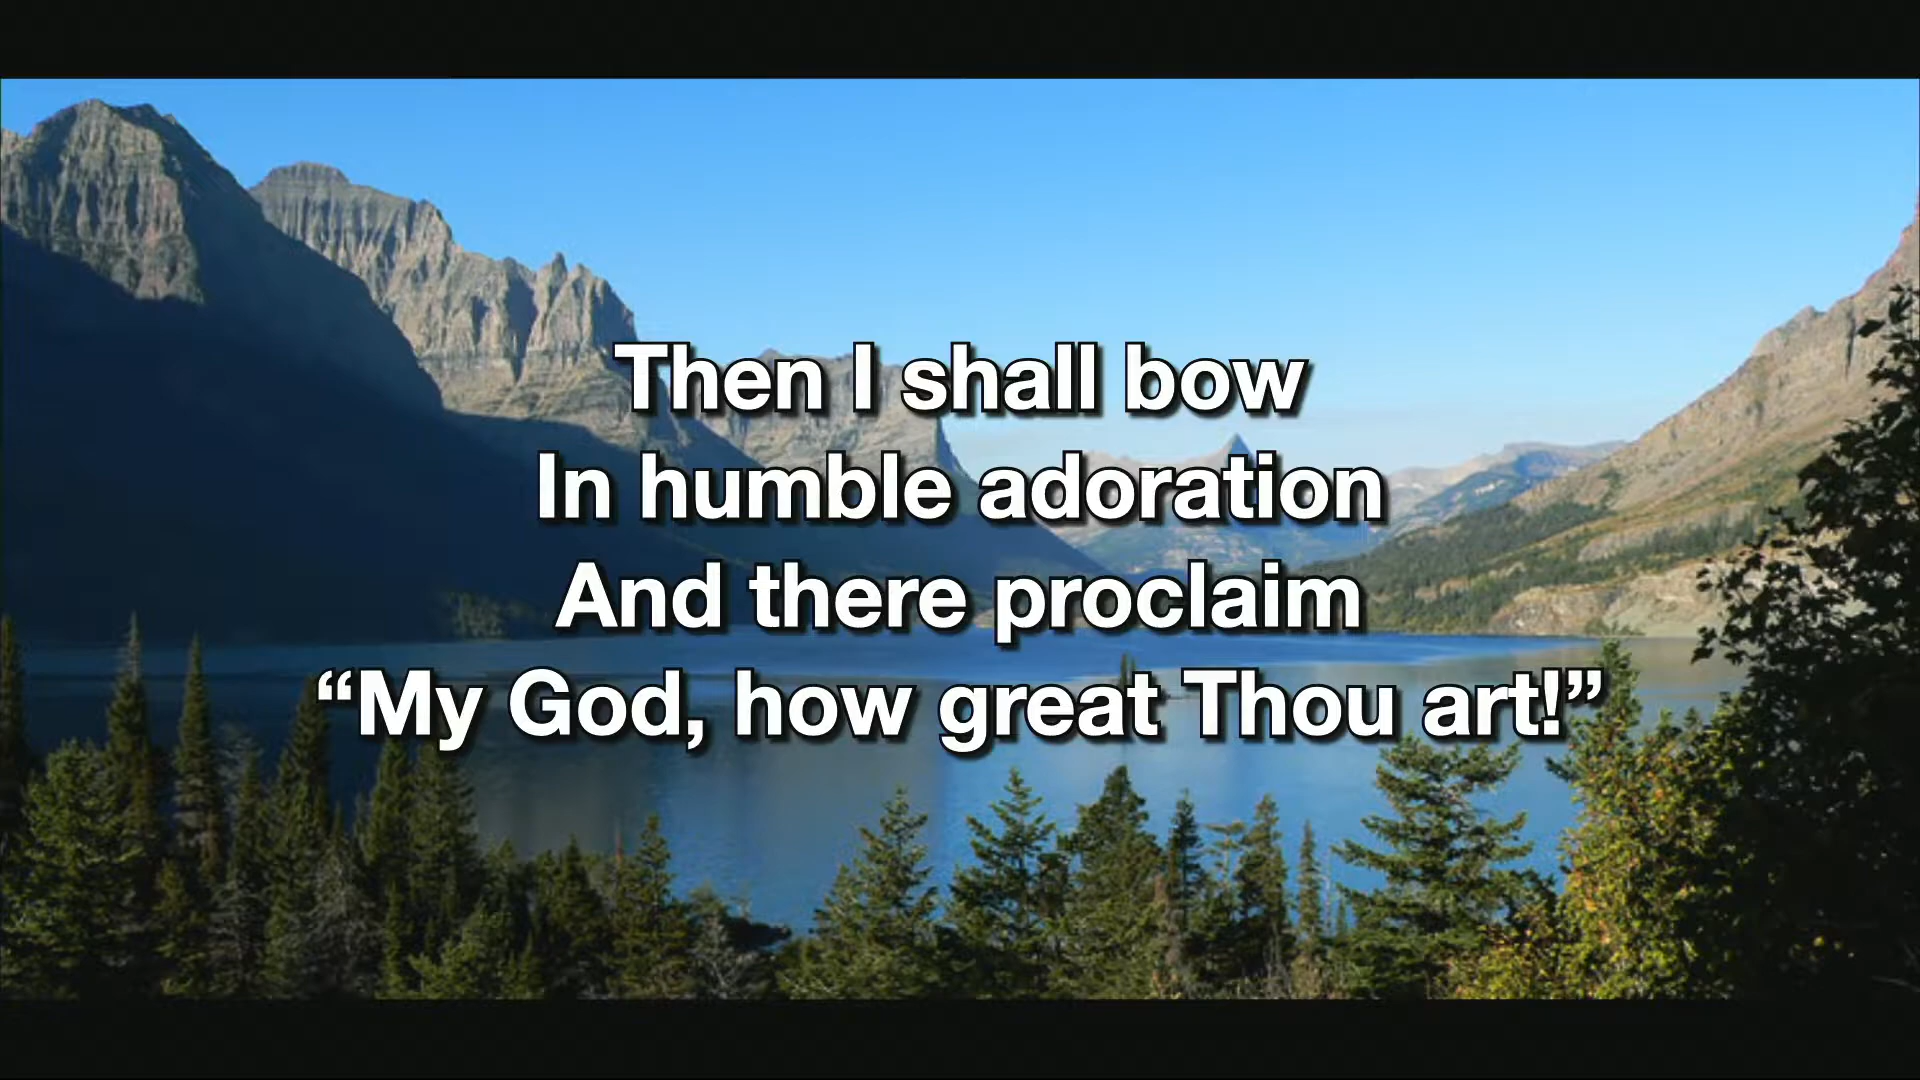 Then I shall bow
In humble adoration
And there proclaim
“My God, how great Thou art!”